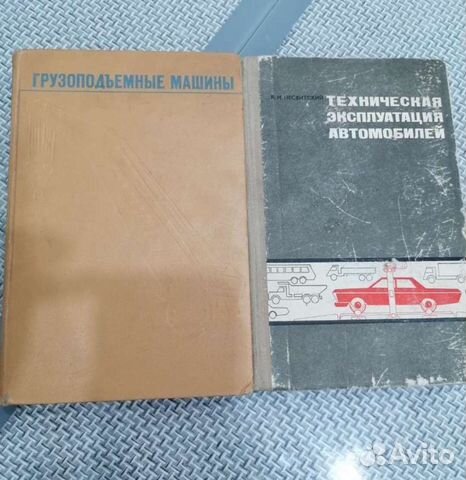 ГРУЗОПОДЪЕМНЫЕ МАШИНЫ
ТЕХНИЧЕСКАЯ
ЭКСПЛУАТАЦИЯ
АВТОМОБИЛЕЙ
Avito